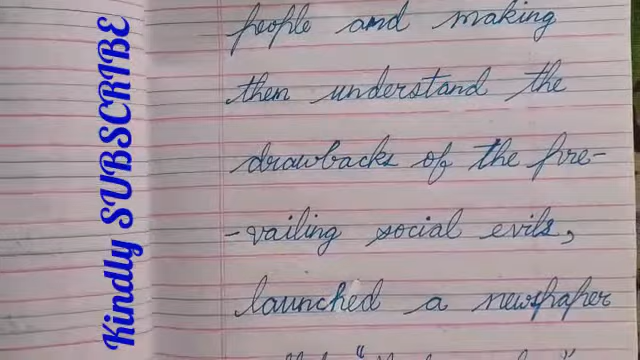 people and making
them understand the
drawbacks of the pre-
-vailing social evils,
launched a newspaper
Kindly SUBSCRIBE